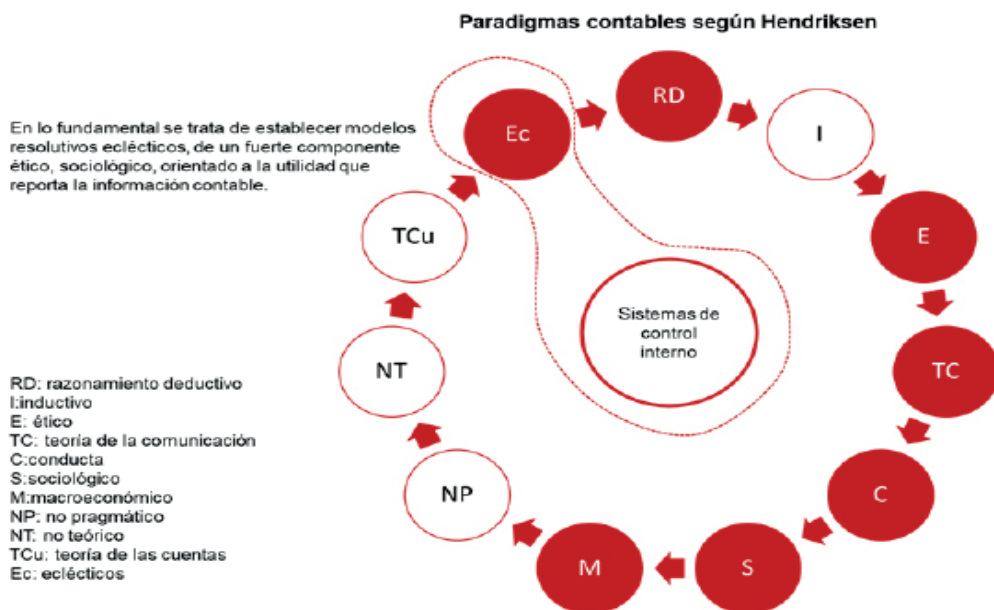 Paradigmas contables según Hendriksen
En lo fundamental se trata de establecer modelos
resolutivos eclécticos, de un fuerte componente
ético, sociológico, orientado a la utilidad que
reporta la información contable.
Ec
RD
I
E
TC
C
S
M
NP
NT
TCu
Sistemas de
control
interno
RD: razonamiento deductivo
I:inductivo
E: ético
TC: teoría de la comunicación
C:conducta
S:sociológico
M:macroeconómico
NP: no pragmático
NT: no teórico
TCu: teoría de las cuentas
Ec: eclécticos